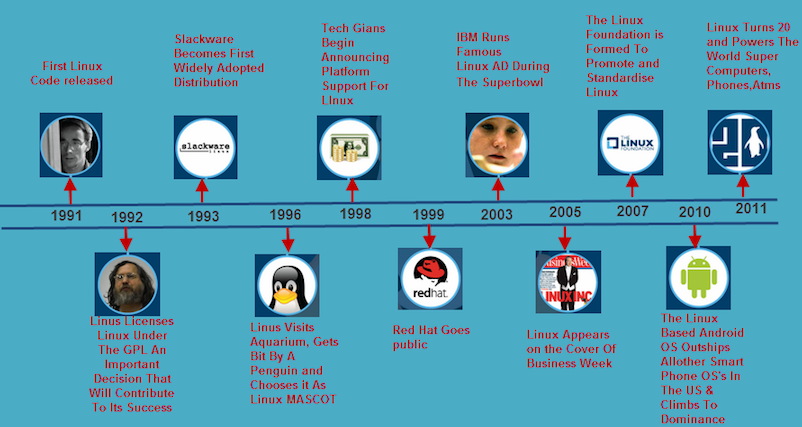 First Linux
Code released
Slackware
Becomes First
Widely Adopted
Distribution
Tech Gians
Begin
Announcing
Platform
Support For
LInux
IBM Runs
Famous
Linux AD During
The Superbowl
The Linux
Foundation is
Formed To
Promote and
Standardise
Linux
Linux Turns 20
and Powers The
World Super
Computers,
Phones,Atms
slackware
linux
THE
LINUX
FOUNDATION
1991
1992
1993
1996
1998
1999
2003
2005
2007
2010
2011
Linus Licenses
Linux Under
The GPL An
Important
Decision That
Will Contribute
To Its Success
Linus Visits
Aquarium, Gets
Bit By A
Penguin and
Chooses it As
Linux MASCOT
redhat.
Red Hat Goes
public
BusinessWeek
INUX INC
Linux Appears
on the Cover Of
Business Week
The Linux
Based Android
OS Outships
Allother Smart
Phone OS's In
The US &
Climbs To
Dominance